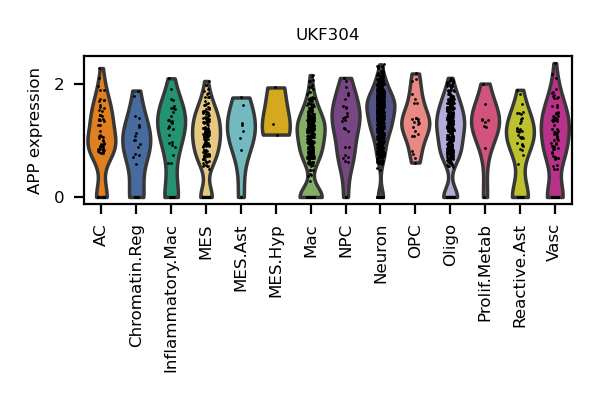 UKF304
APP expression
2
0
AC
Chromatin.Reg
Inflammatory.Mac
MES
MES.Ast
MES.Hyp
Mac
NPC
Neuron
OPC
Oligo
Prolif.Metab
Reactive.Ast
Vasc